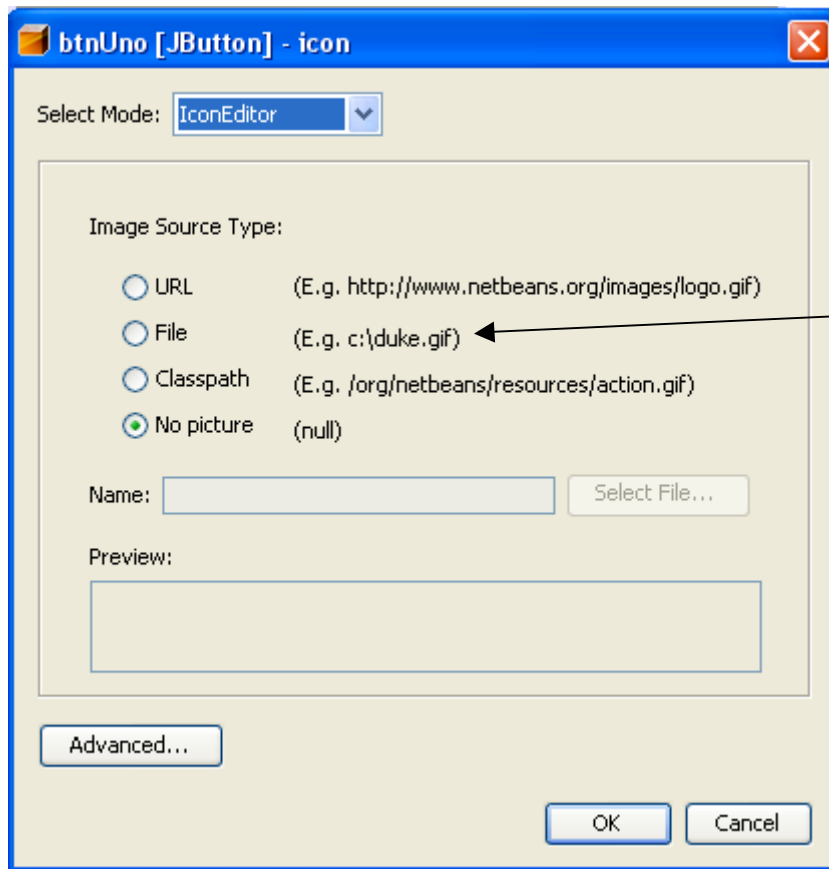 btnUno [JButton] - icon
Select Mode: IconEditor
Image Source Type:
URL (E.g. http://www.netbeans.org/images/logo.gif)
File (E.g. c:\duke.gif)
Classpath (E.g. /org/netbeans/resources/action.gif)
No picture (null)
Name: Select File...
Preview:
Advanced...
OK Cancel